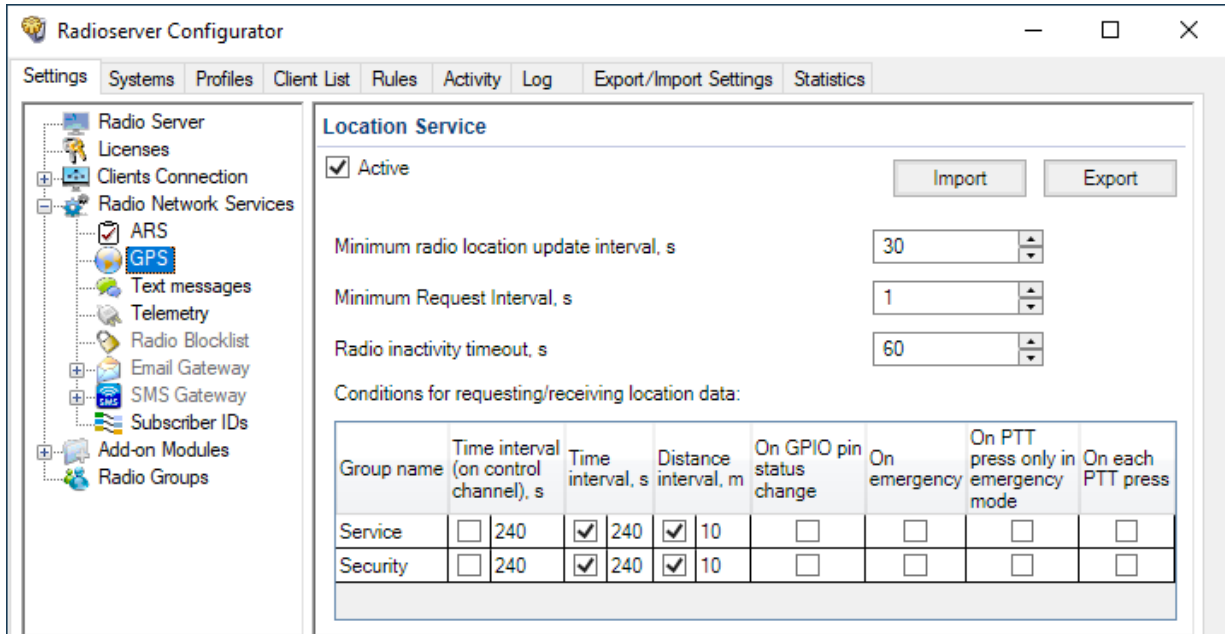 Radioserver Configurator
Settings Systems Profiles Client List Rules Activity Log Export/Import Settings Statistics
Radio Server
Licenses
Clients Connection
Radio Network Services
ARS
GPS
Text messages
Telemetry
Radio Blocklist
Email Gateway
SMS
SMS Gateway
Subscriber IDs
Add-on Modules
Radio Groups
Location Service
Active
Import Export
Minimum radio location update interval, s 30
Minimum Request Interval, s 1
Radio inactivity timeout, s 60
Conditions for requesting/receiving location data:
Group name
Time interval
(on control
channel), s
Time
interval, s
Distance
interval, m
On GPIO pin
status
change
On
emergency
On PTT
press only in
emergency
mode
On each
PTT press
Service 240 240 10
Security 240 240 10